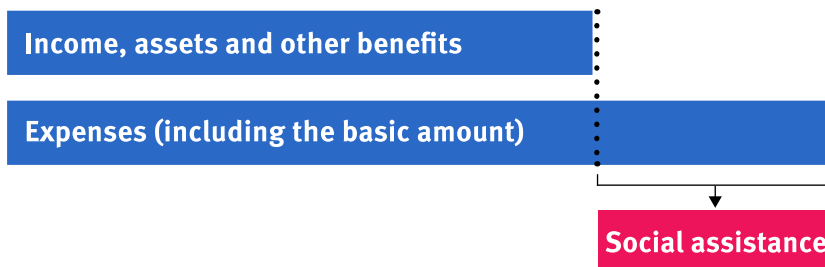 Income, assets and other benefits
Expenses (including the basic amount)
Social assistance